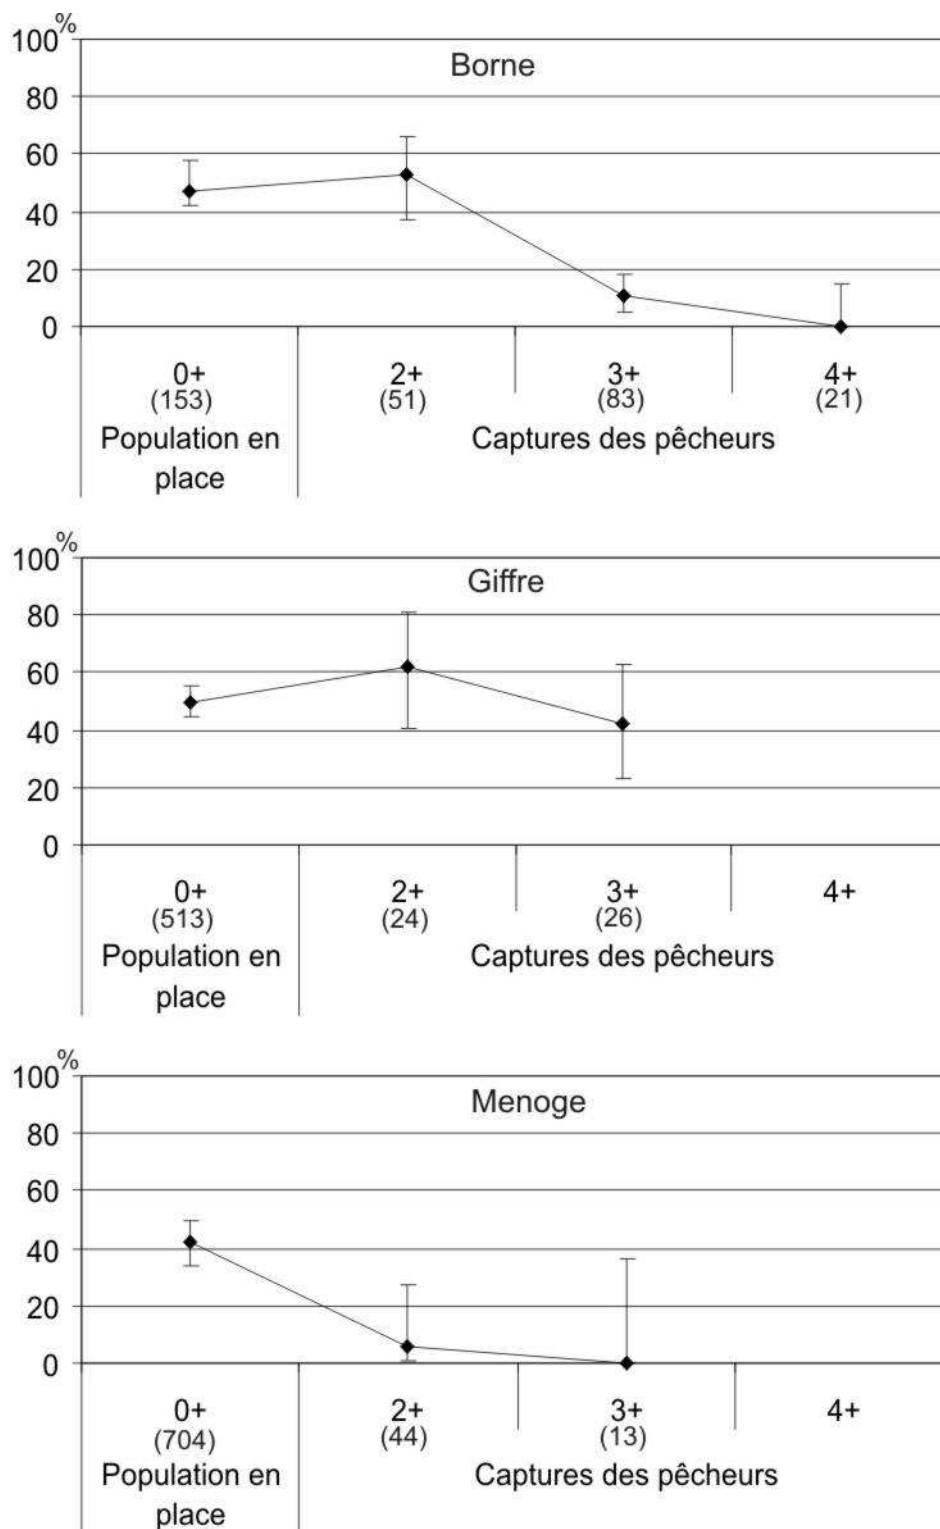 %
100
Borne
80
60
40
20
0
0+ 2+ 3+ 4+
(153) (51) (83) (21)
Population en Captures des pêcheurs
place
%
100
Giffre
80
60
40
20
0
0+ 2+ 3+ 4+
(513) (24) (26)
Population en Captures des pêcheurs
place
%
100
Menoge
80
60
40
20
0
0+ 2+ 3+ 4+
(704) (44) (13)
Population en Captures des pêcheurs
place